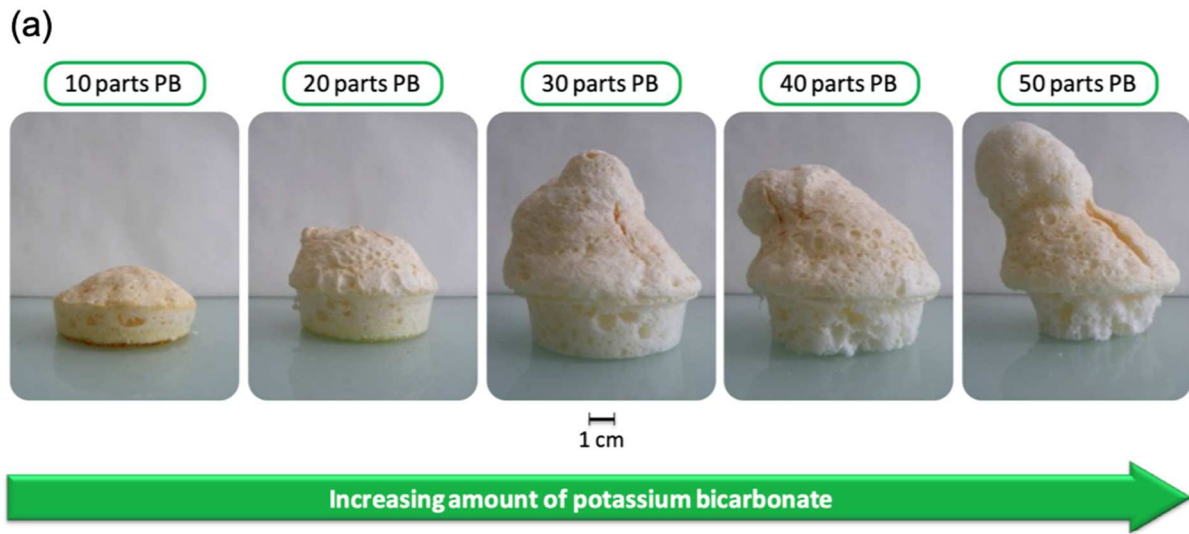 (a)
10 parts PB
20 parts PB
30 parts PB
40 parts PB
50 parts PB
1 cm
Increasing amount of potassium bicarbonate